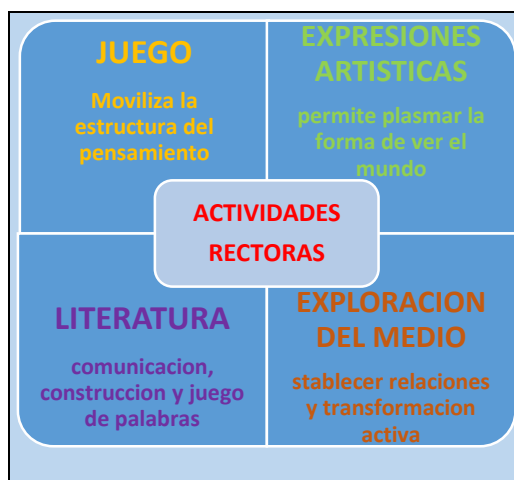 JUEGO
Moviliza la
estructura del
pensamiento
EXPRESIONES
ARTISTICAS
permite plasmar la
forma de ver el
mundo
ACTIVIDADES
RECTORAS
LITERATURA
comunicacion,
construccion y juego
de palabras
EXPLORACION
DEL MEDIO
stablecer relaciones
y transformacion
activa